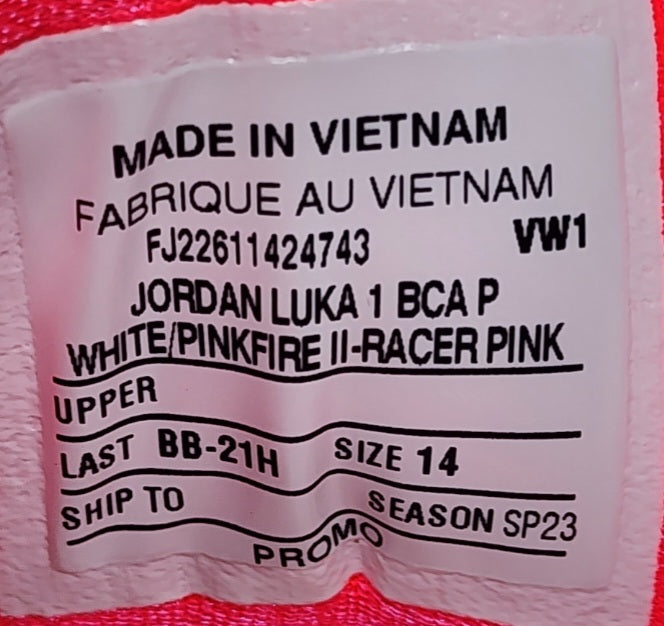 MADE IN VIETNAM
FABRIQUE AU VIETNAM
FJ22611424743 VW1
JORDAN LUKA 1 BCA P
WHITE/PINKFIRE II-RACER PINK
UPPER
LAST BB-21H SIZE 14
SHIP TO SEASON SP23
PROMO